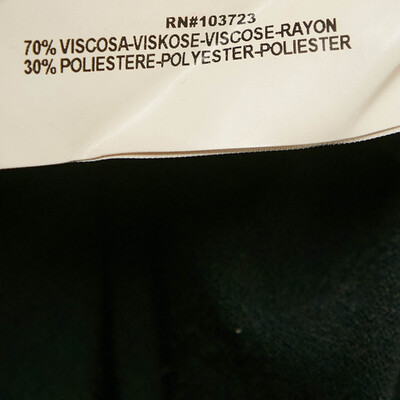 RN#103723
70% VISCOSA-VISKOSE-VISCOSE-RAYON
30% POLIESTERE-POLYESTER-POLIESTER